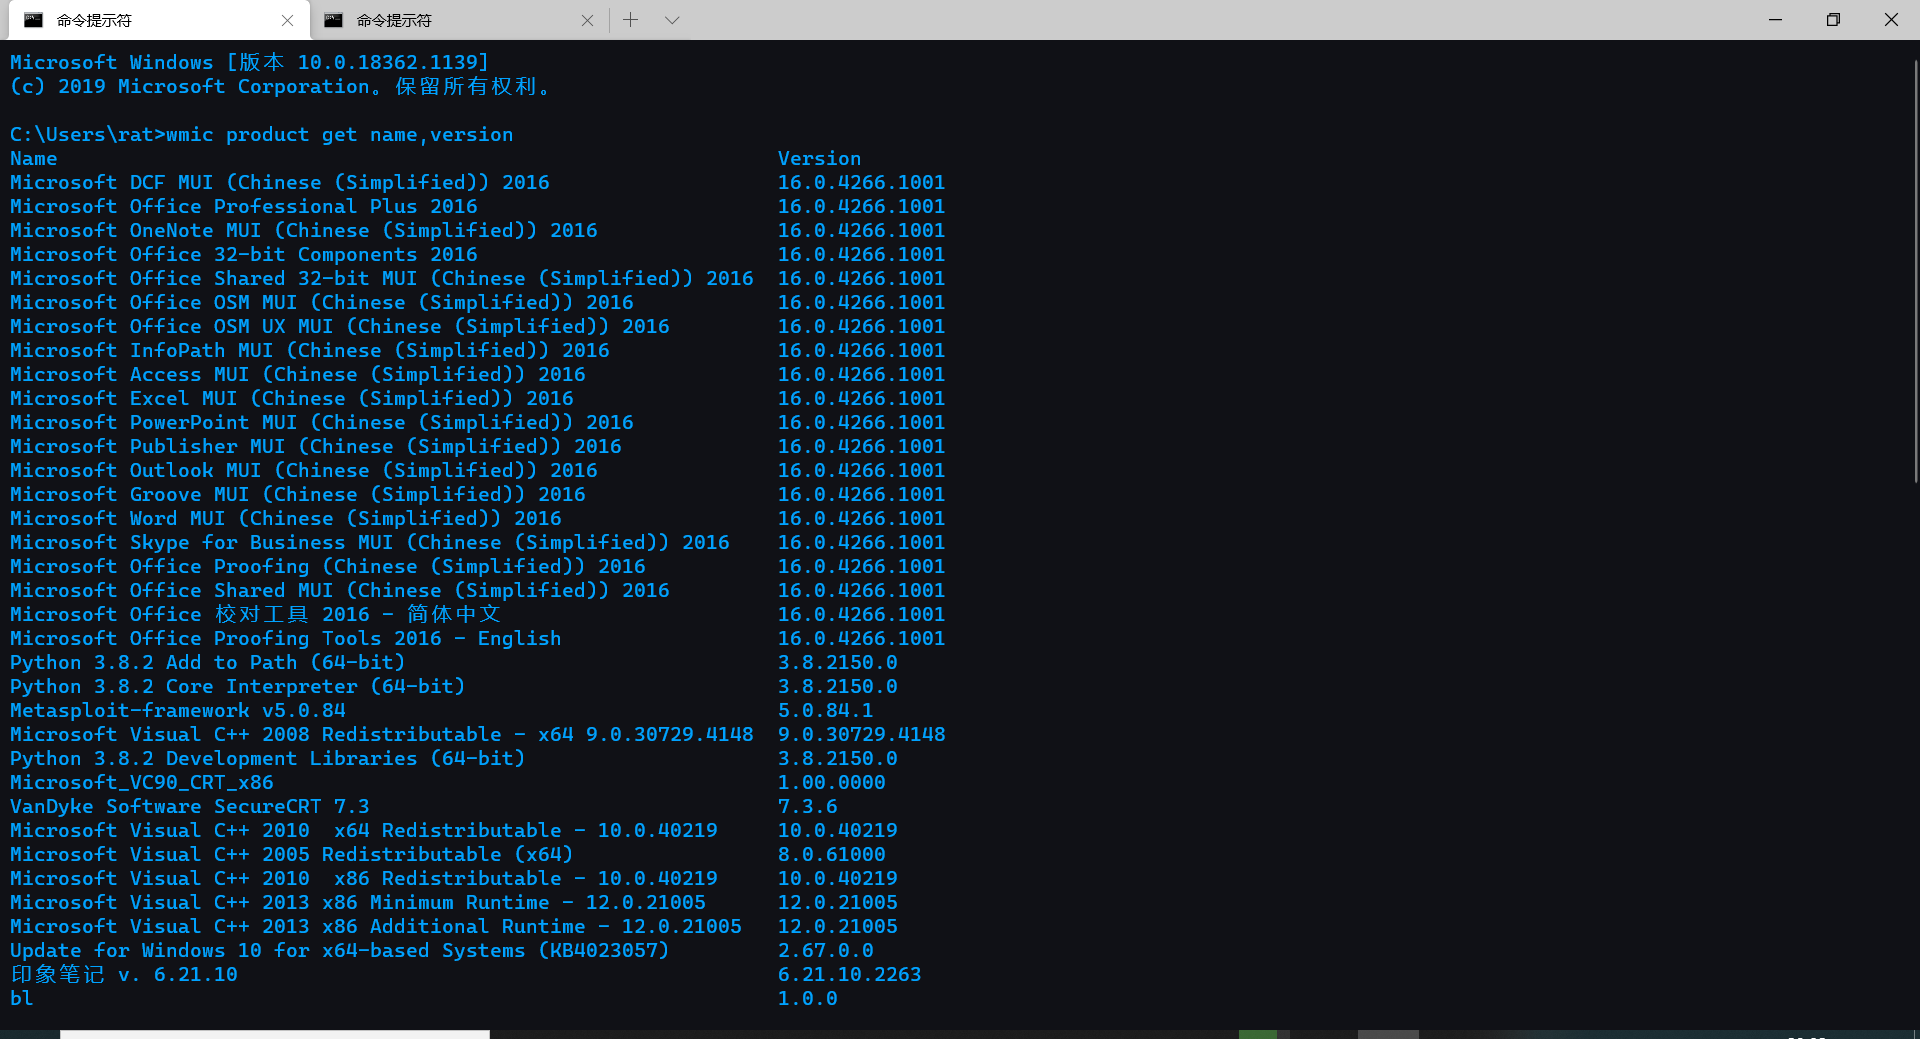 命令提示符
命令提示符
Microsoft Windows [版本 10.0.18362.1139]
(c) 2019 Microsoft Corporation。保留所有权利。
C:\Users\rat>wmic product get name,version
Name Version
Microsoft DCF MUI (Chinese (Simplified)) 2016 16.0.4266.1001
Microsoft Office Professional Plus 2016 16.0.4266.1001
Microsoft OneNote MUI (Chinese (Simplified)) 2016 16.0.4266.1001
Microsoft Office 32-bit Components 2016 16.0.4266.1001
Microsoft Office Shared 32-bit MUI (Chinese (Simplified)) 2016 16.0.4266.1001
Microsoft Office OSM MUI (Chinese (Simplified)) 2016 16.0.4266.1001
Microsoft Office OSM UX MUI (Chinese (Simplified)) 2016 16.0.4266.1001
Microsoft InfoPath MUI (Chinese (Simplified)) 2016 16.0.4266.1001
Microsoft Access MUI (Chinese (Simplified)) 2016 16.0.4266.1001
Microsoft Excel MUI (Chinese (Simplified)) 2016 16.0.4266.1001
Microsoft PowerPoint MUI (Chinese (Simplified)) 2016 16.0.4266.1001
Microsoft Publisher MUI (Chinese (Simplified)) 2016 16.0.4266.1001
Microsoft Outlook MUI (Chinese (Simplified)) 2016 16.0.4266.1001
Microsoft Groove MUI (Chinese (Simplified)) 2016 16.0.4266.1001
Microsoft Word MUI (Chinese (Simplified)) 2016 16.0.4266.1001
Microsoft Skype for Business MUI (Chinese (Simplified)) 2016 16.0.4266.1001
Microsoft Office Proofing (Chinese (Simplified)) 2016 16.0.4266.1001
Microsoft Office Shared MUI (Chinese (Simplified)) 2016 16.0.4266.1001
Microsoft Office 校对工具 2016 - 简体中文 16.0.4266.1001
Microsoft Office Proofing Tools 2016 - English 16.0.4266.1001
Python 3.8.2 Add to Path (64-bit) 3.8.2150.0
Python 3.8.2 Core Interpreter (64-bit) 3.8.2150.0
Metasploit-framework v5.0.84 5.0.84.1
Microsoft Visual C++ 2008 Redistributable - x64 9.0.30729.4148 9.0.30729.4148
Python 3.8.2 Development Libraries (64-bit) 3.8.2150.0
Microsoft_VC90_CRT_x86 1.00.0000
VanDyke Software SecureCRT 7.3 7.3.6
Microsoft Visual C++ 2010  x64 Redistributable - 10.0.40219 10.0.40219
Microsoft Visual C++ 2005 Redistributable (x64) 8.0.61000
Microsoft Visual C++ 2010  x86 Redistributable - 10.0.40219 10.0.40219
Microsoft Visual C++ 2013 x86 Minimum Runtime - 12.0.21005 12.0.21005
Microsoft Visual C++ 2013 x86 Additional Runtime - 12.0.21005 12.0.21005
Update for Windows 10 for x64-based Systems (KB4023057) 2.67.0.0
印象笔记 v. 6.21.10 6.21.10.2263
bl 1.0.0